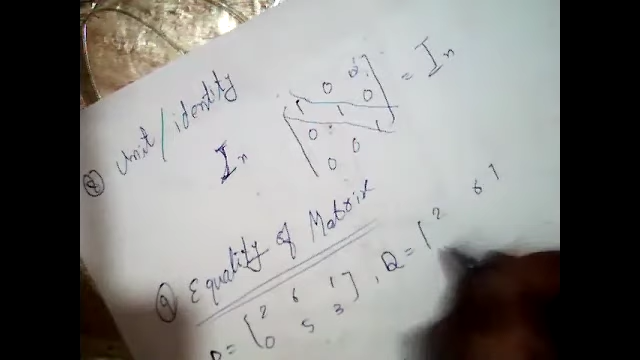 ⑧ Unit/identity
Iₙ [1 0 0
0 1 0
0 0 1] = Iₙ
⑨ Equality of Matrix
P = [2 6 1
0 5 3], Q = [2 6 1